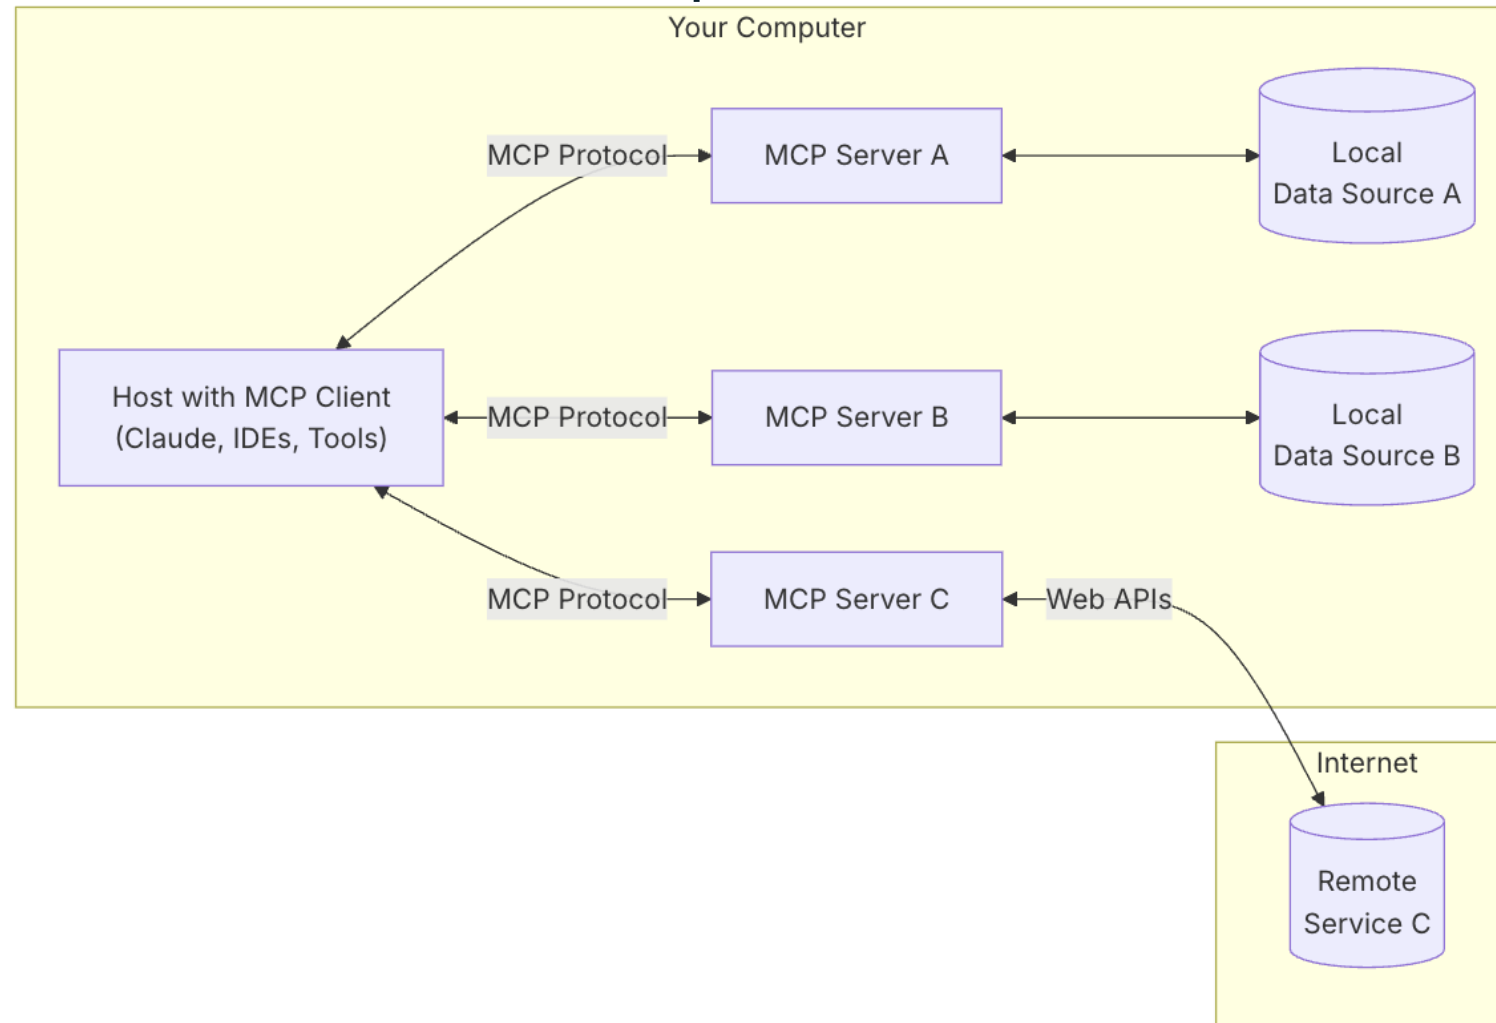 Your Computer
MCP Protocol
MCP Server A
Local
Data Source A
Host with MCP Client
(Claude, IDEs, Tools)
MCP Protocol
MCP Server B
Local
Data Source B
MCP Protocol
MCP Server C
Web APIs
Internet
Remote
Service C